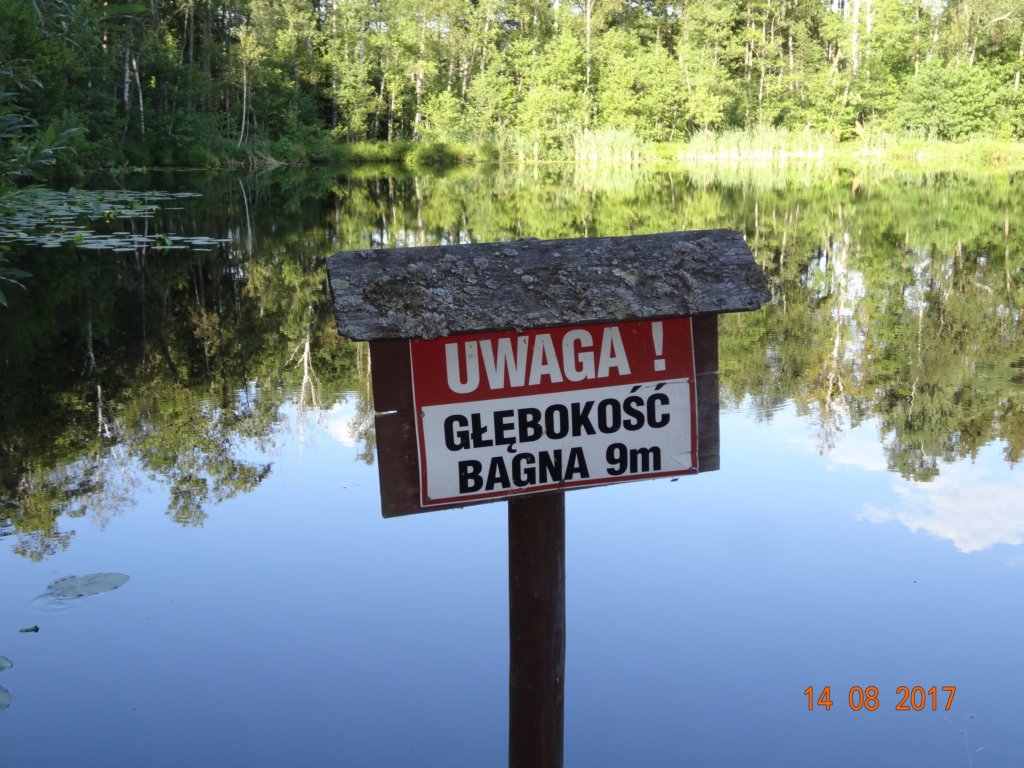 UWAGA !
GŁĘBOKOŚĆ
BAGNA 9m
14 08 2017